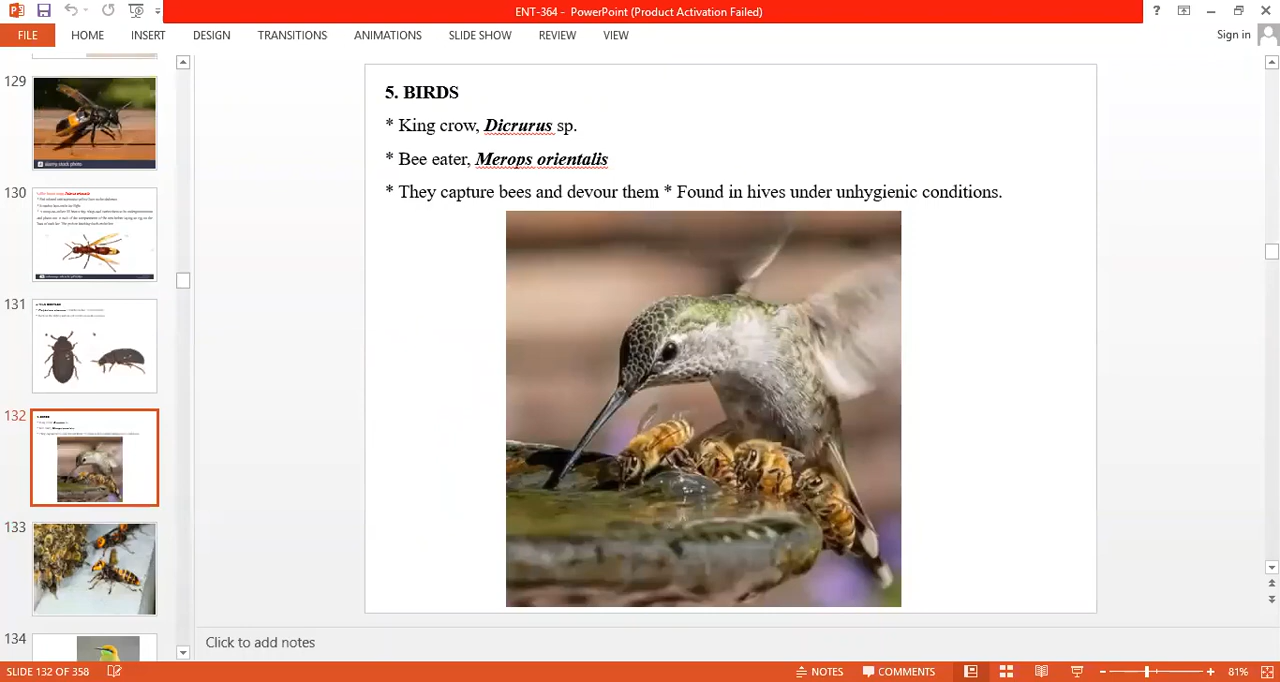 ENT-364 - PowerPoint (Product Activation Failed)
?
FILE HOME INSERT DESIGN TRANSITIONS ANIMATIONS SLIDE SHOW REVIEW VIEW
Sign in
129
130
131
132
133
134
5. BIRDS
* King crow, Dicrurus sp.
* Bee eater, Merops orientalis
* They capture bees and devour them * Found in hives under unhygienic conditions.
Click to add notes
SLIDE 132 OF 358
NOTES COMMENTS
81%